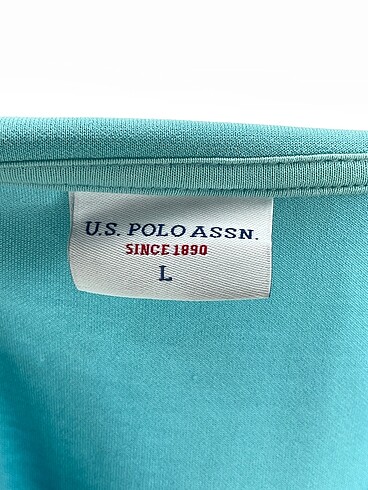 U.S. POLO ASSN.
SINCE 1890
L